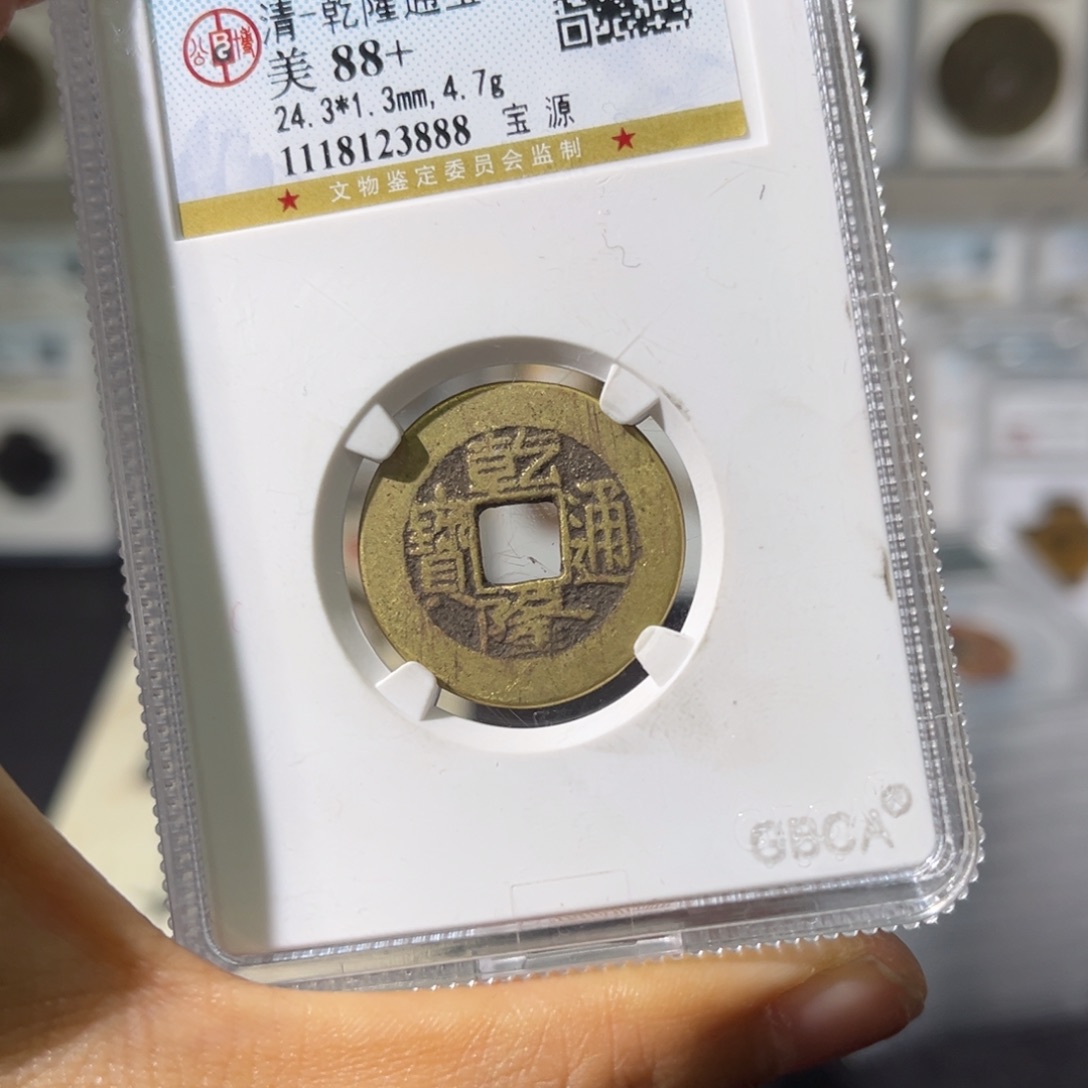 清-乾隆通宝
美 88+
24.3*1.3mm, 4.7g
1118123888 宝 源
★ 文物鉴定委员会监制 ★
乾隆通寶
GBCA®